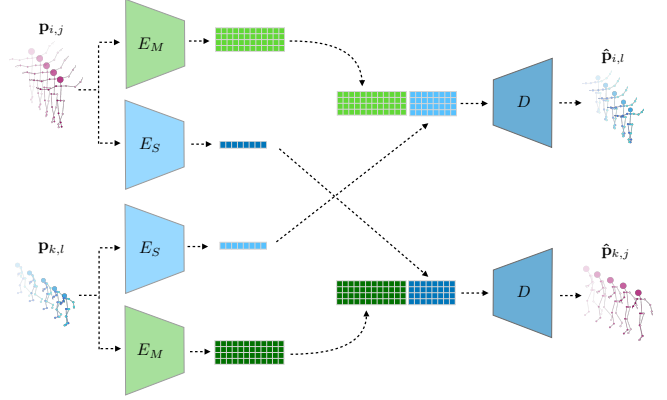 p_{i,j}
E_M
E_S
D
p̂_{i,l}
p_{k,l}
E_S
E_M
D
p̂_{k,j}